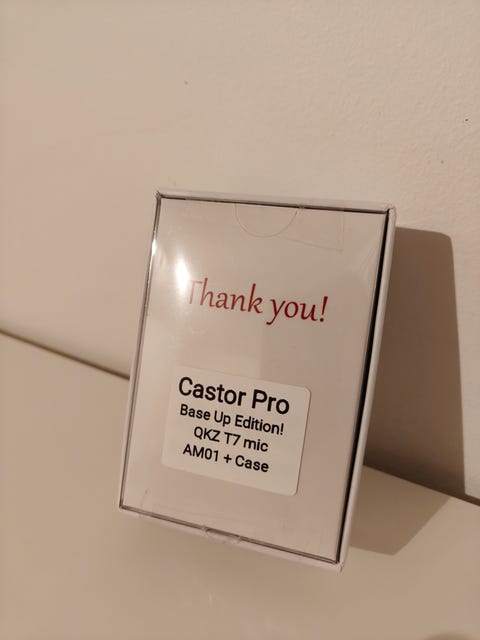 Thank you!
Castor Pro
Base Up Edition!
QKZ T7 mic
AM01 + Case